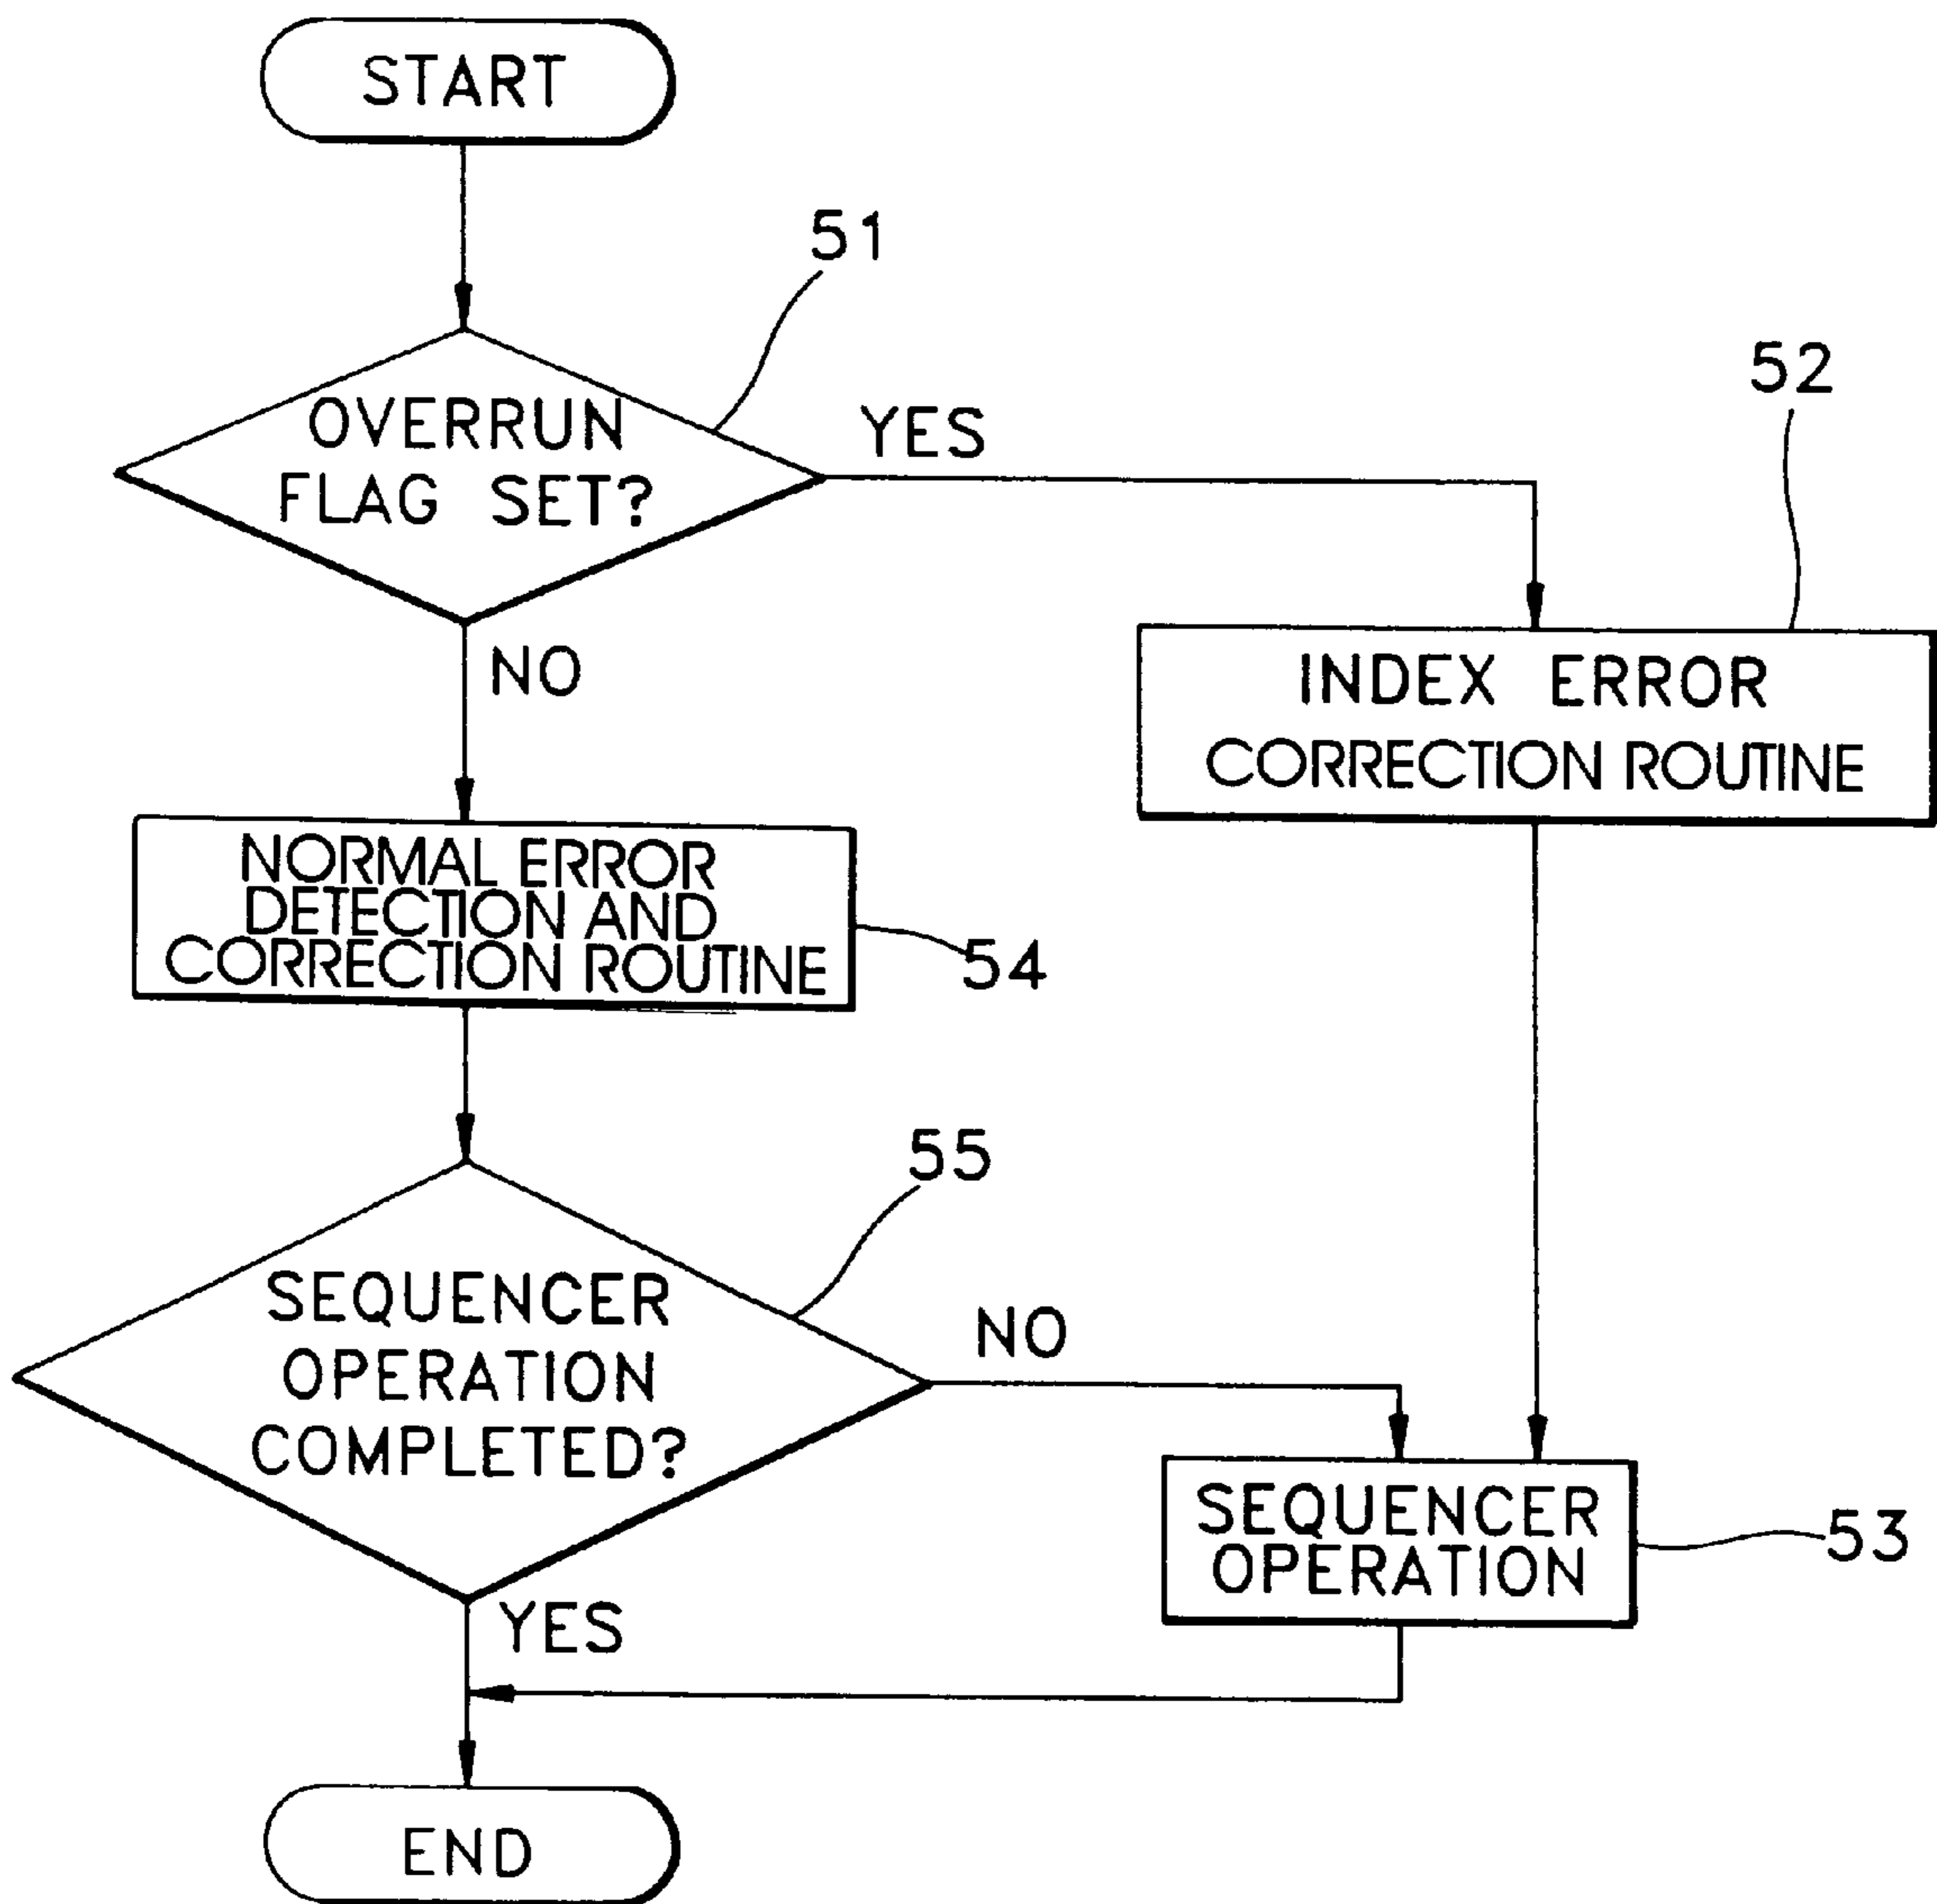 START
51
OVERRUN
FLAG SET?
YES
52
NO
INDEX ERROR
CORRECTION ROUTINE
NORMAL ERROR
DETECTION AND
CORRECTION ROUTINE
54
55
SEQUENCER
OPERATION
COMPLETED?
NO
SEQUENCER
OPERATION
53
YES
END